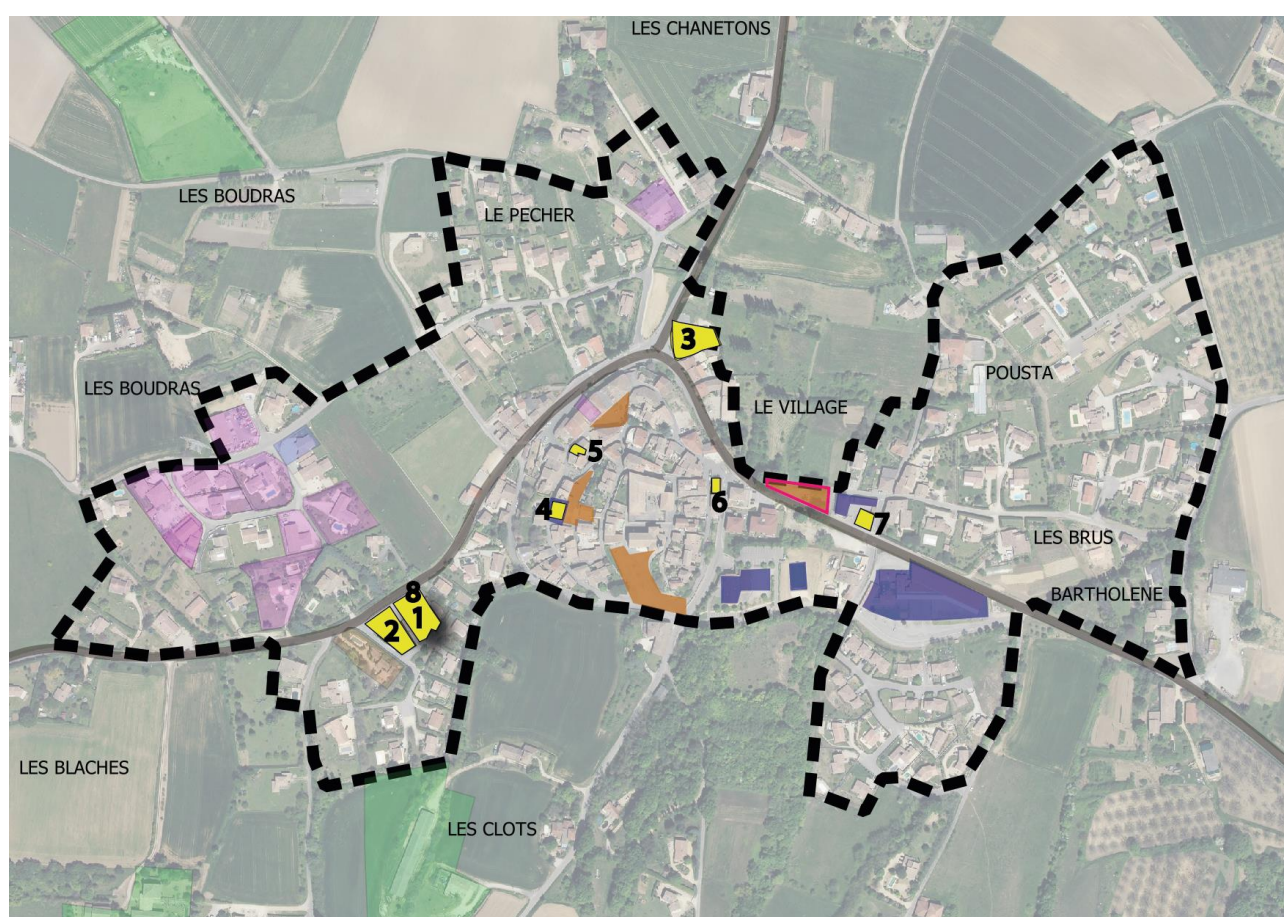 LES CHANETONS
LES BOUDRAS
LE PECHER
3
LES BOUDRAS
POUSTA
LE VILLAGE
5
6
4
7
LES BRUS
8
1
2
BARTHOLENE
LES BLACHES
LES CLOTS